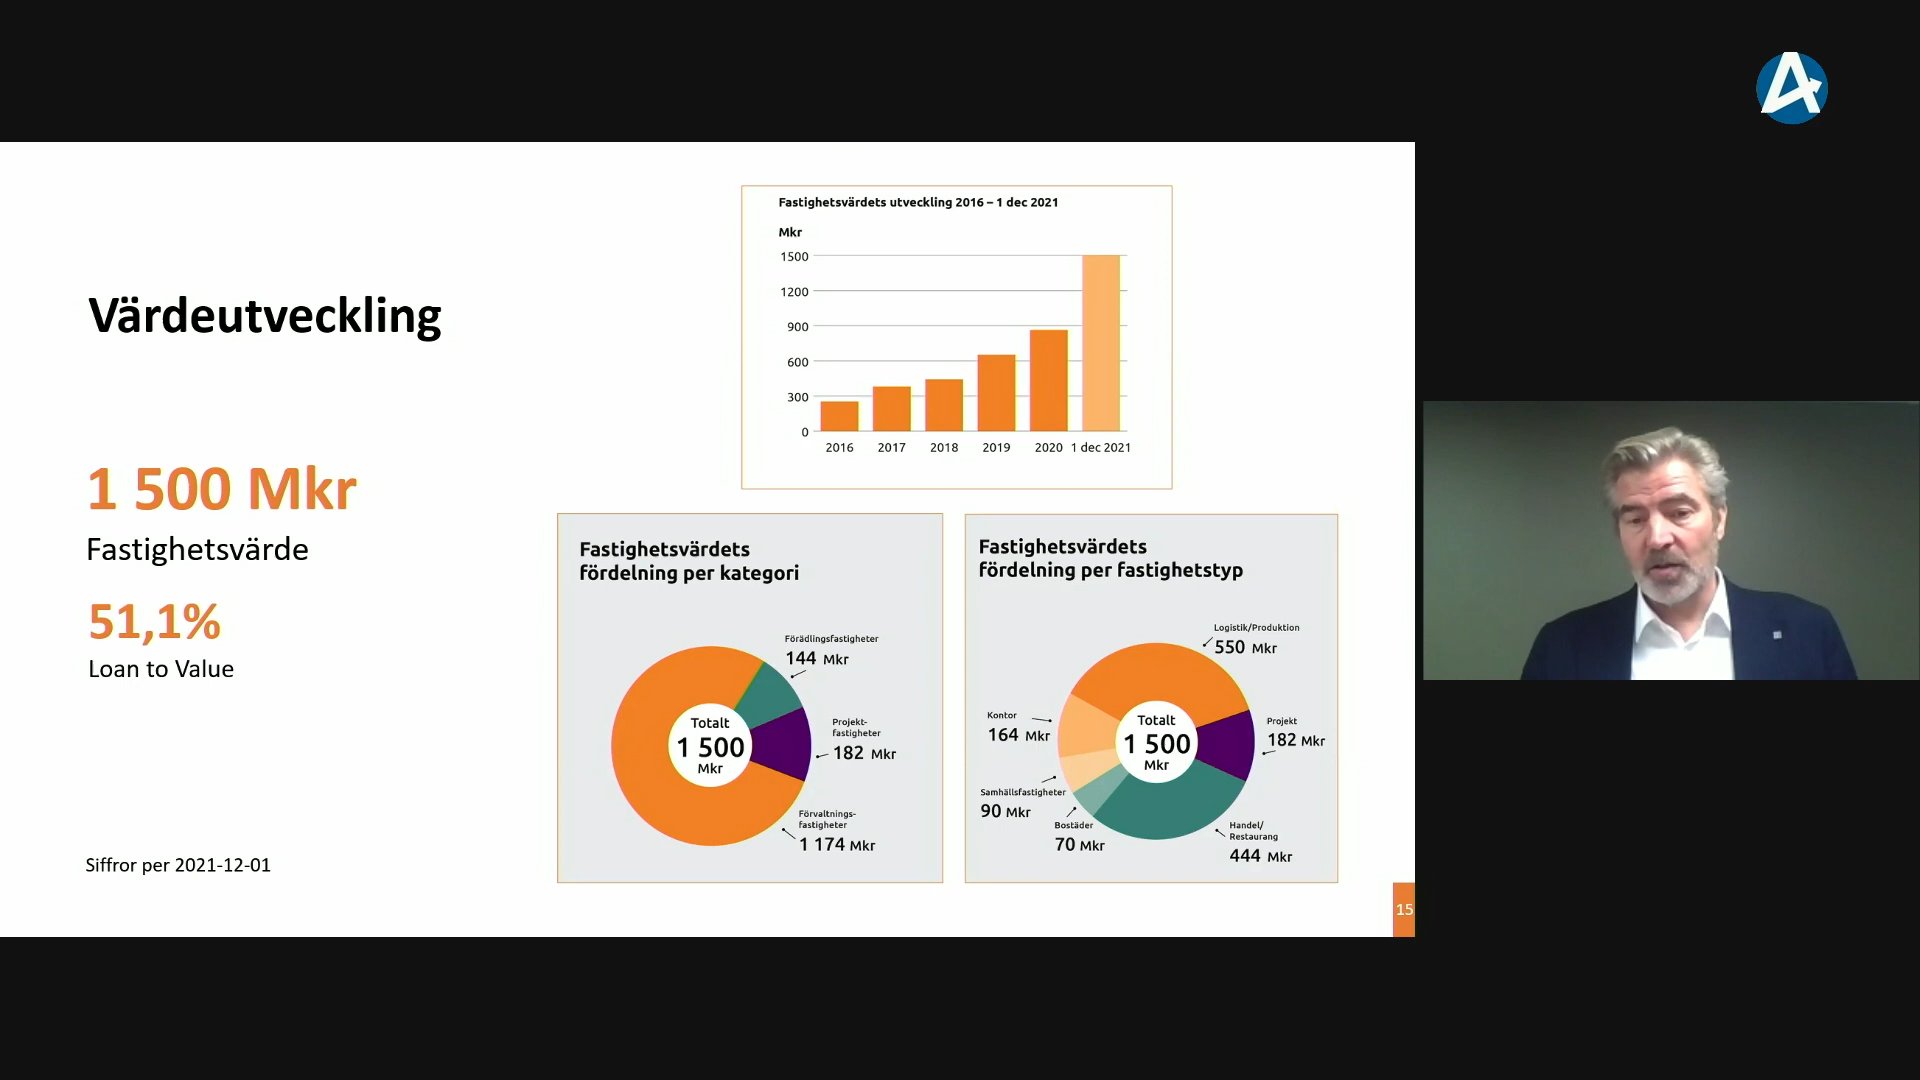 Värdeutveckling
1 500 Mkr
Fastighetsvärde
51,1%
Loan to Value
Siffror per 2021-12-01
Fastighetsvärdets utveckling 2016 – 1 dec 2021
Mkr
1500
1200
900
600
300
0
2016 2017 2018 2019 2020 1 dec 2021
Fastighetsvärdets
fördelning per kategori
Förädlingsfastigheter
144 Mkr
Projekt-
fastigheter
182 Mkr
Förvaltnings-
fastigheter
1 174 Mkr
Totalt
1 500
Mkr
Fastighetsvärdets
fördelning per fastighetstyp
Logistik/Produktion
550 Mkr
Projekt
182 Mkr
Handel/
Restaurang
444 Mkr
Bostäder
70 Mkr
Samhällsfastigheter
90 Mkr
Kontor
164 Mkr
Totalt
1 500
Mkr
15